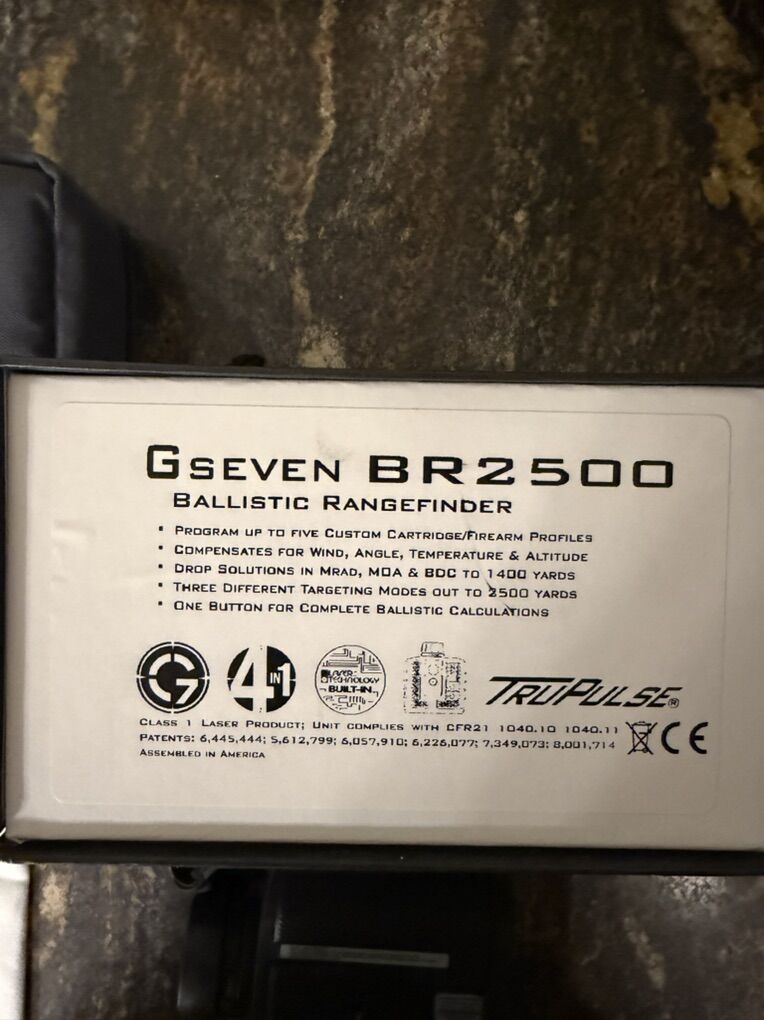 GSEVEN BR2500
BALLISTIC RANGEFINDER
▪ PROGRAM UP TO FIVE CUSTOM CARTRIDGE/FIREARM PROFILES
▪ COMPENSATES FOR WIND, ANGLE, TEMPERATURE & ALTITUDE
▪ DROP SOLUTIONS IN MRAD, MOA & BDC TO 1400 YARDS
▪ THREE DIFFERENT TARGETING MODES OUT TO 2500 YARDS
▪ ONE BUTTON FOR COMPLETE BALLISTIC CALCULATIONS
G7
4 IN 1
LASER TECHNOLOGY BUILT-IN
TRUPULSE®
CLASS 1 LASER PRODUCT; UNIT COMPLIES WITH CFR21 1040.10 1040.11
PATENTS: 6,445,444; 5,612,799; 6,057,910; 6,226,077; 7,349,073; 8,001,714
ASSEMBLED IN AMERICA
CE